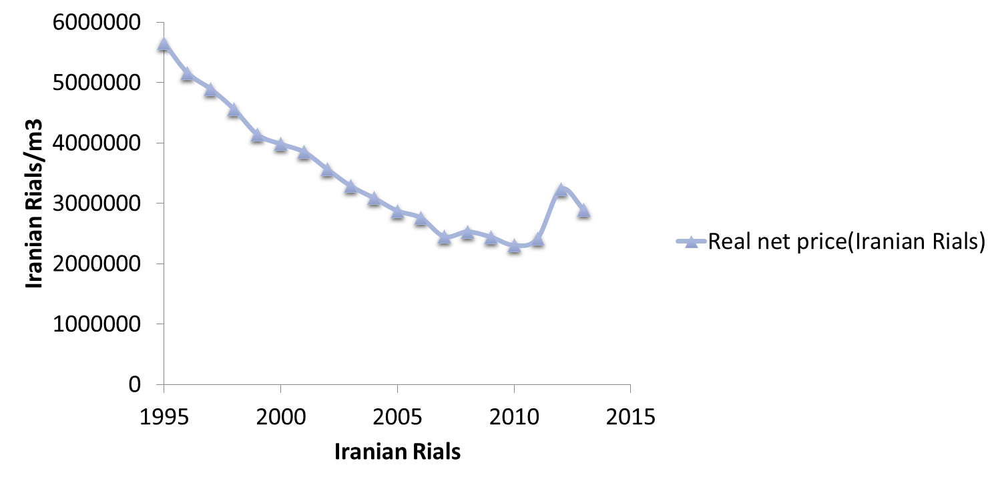 6000000
5000000
4000000
3000000
2000000
1000000
0
Iranian Rials/m3
1995 2000 2005 2010 2015
Iranian Rials
Real net price(Iranian Rials)